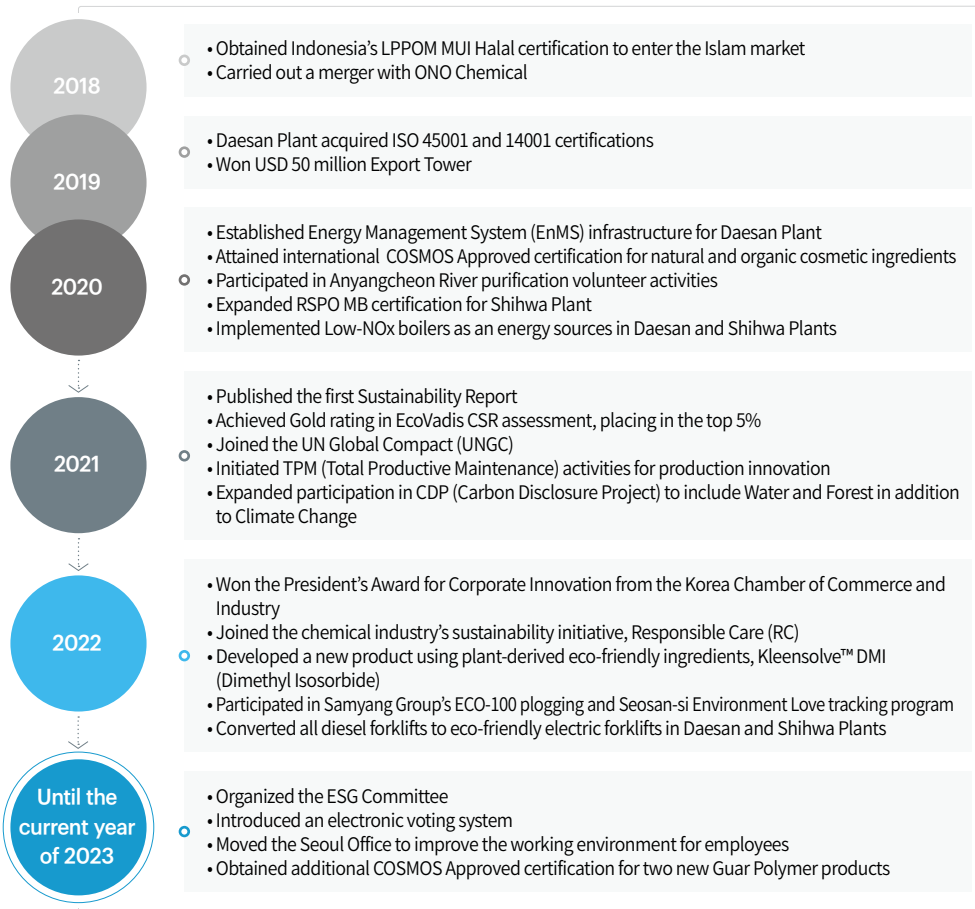 2018
• Obtained Indonesia's LPPOM MUI Halal certification to enter the Islam market
• Carried out a merger with ONO Chemical
2019
• Daesan Plant acquired ISO 45001 and 14001 certifications
• Won USD 50 million Export Tower
2020
• Established Energy Management System (EnMS) infrastructure for Daesan Plant
• Attained international COSMOS Approved certification for natural and organic cosmetic ingredients
• Participated in Anyangcheon River purification volunteer activities
• Expanded RSPO MB certification for Shihwa Plant
• Implemented Low-NOx boilers as an energy sources in Daesan and Shihwa Plants
2021
• Published the first Sustainability Report
• Achieved Gold rating in EcoVadis CSR assessment, placing in the top 5%
• Joined the UN Global Compact (UNGC)
• Initiated TPM (Total Productive Maintenance) activities for production innovation
• Expanded participation in CDP (Carbon Disclosure Project) to include Water and Forest in addition
to Climate Change
2022
• Won the President's Award for Corporate Innovation from the Korea Chamber of Commerce and
Industry
• Joined the chemical industry's sustainability initiative, Responsible Care (RC)
• Developed a new product using plant-derived eco-friendly ingredients, Kleensolve™ DMI
(Dimethyl Isosorbide)
• Participated in Samyang Group's ECO-100 plogging and Seosan-si Environment Love tracking program
• Converted all diesel forklifts to eco-friendly electric forklifts in Daesan and Shihwa Plants
Until the
current year
of 2023
• Organized the ESG Committee
• Introduced an electronic voting system
• Moved the Seoul Office to improve the working environment for employees
• Obtained additional COSMOS Approved certification for two new Guar Polymer products